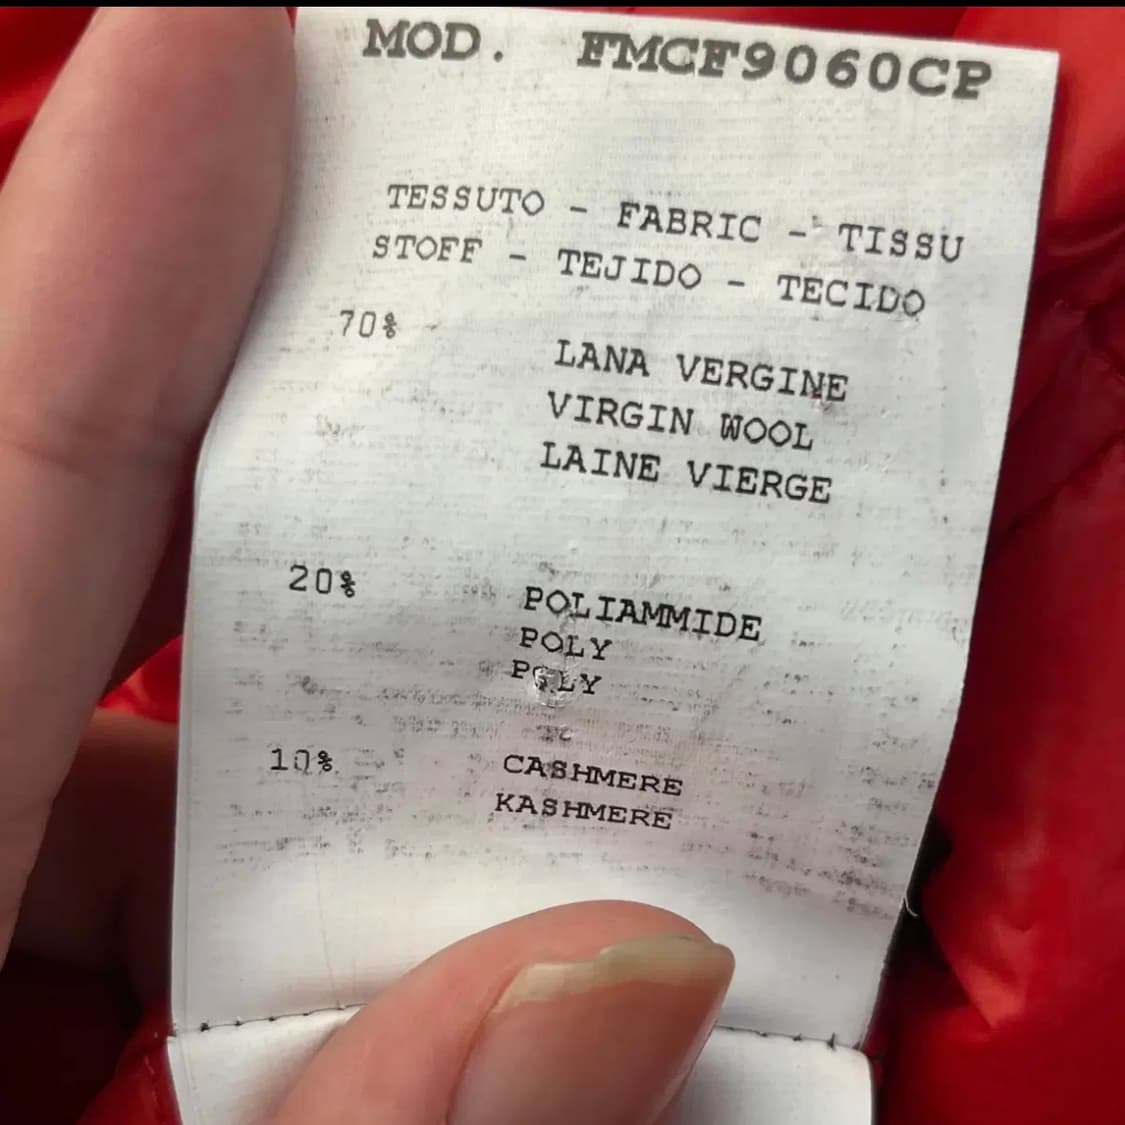 MOD. FMCF9060CP
TESSUTO - FABRIC - TISSU
STOFF - TEJIDO - TECIDO
70% LANA VERGINE
VIRGIN WOOL
LAINE VIERGE
20% POLIAMMIDE
POLY
POLY
10% CASHMERE
KASHMERE